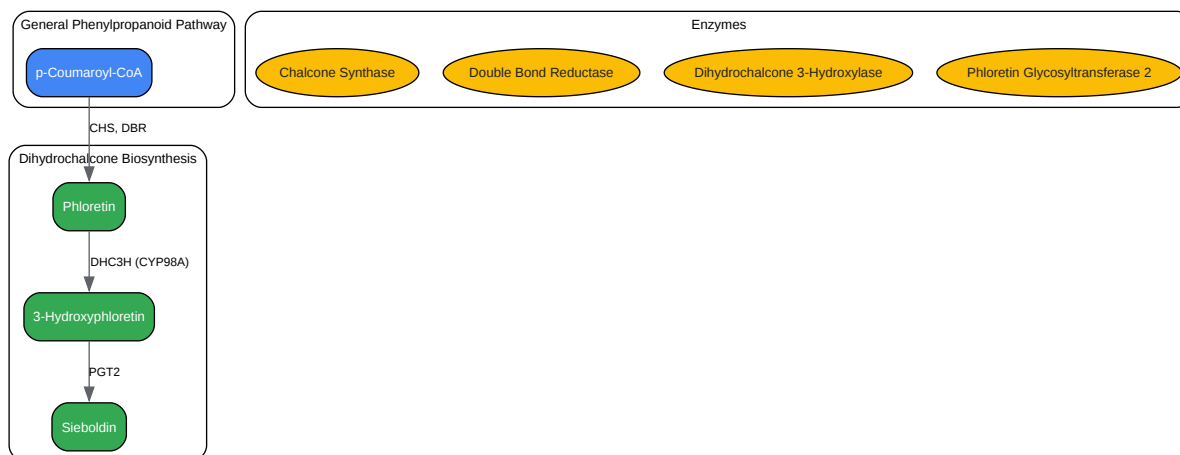 General Phenylpropanoid Pathway
p-Coumaroyl-CoA
Enzymes
Chalcone Synthase
Double Bond Reductase
Dihydrochalcone 3-Hydroxylase
Phloretin Glycosyltransferase 2
CHS, DBR
Dihydrochalcone Biosynthesis
Phloretin
DHC3H (CYP98A)
3-Hydroxyphloretin
PGT2
Sieboldin